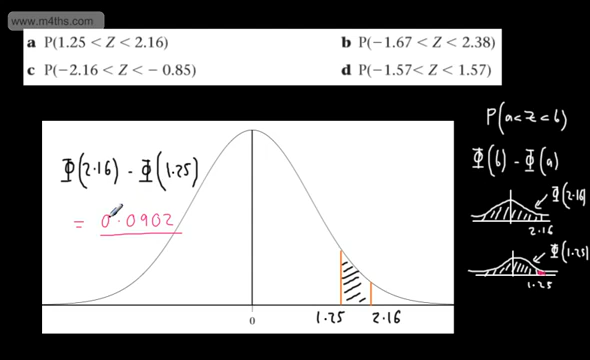 www.m4ths.com
a P(1.25 < Z < 2.16)
b P(−1.67 < Z < 2.38)
c P(−2.16 < Z < − 0.85)
d P(−1.57< Z < 1.57)
P(a<Z<b)
Φ(b) - Φ(a)
Φ(2.16)
2.16
Φ(1.25)
1.25
Φ(2.16) - Φ(1.25)
= 0.0902
0
1.25
2.16